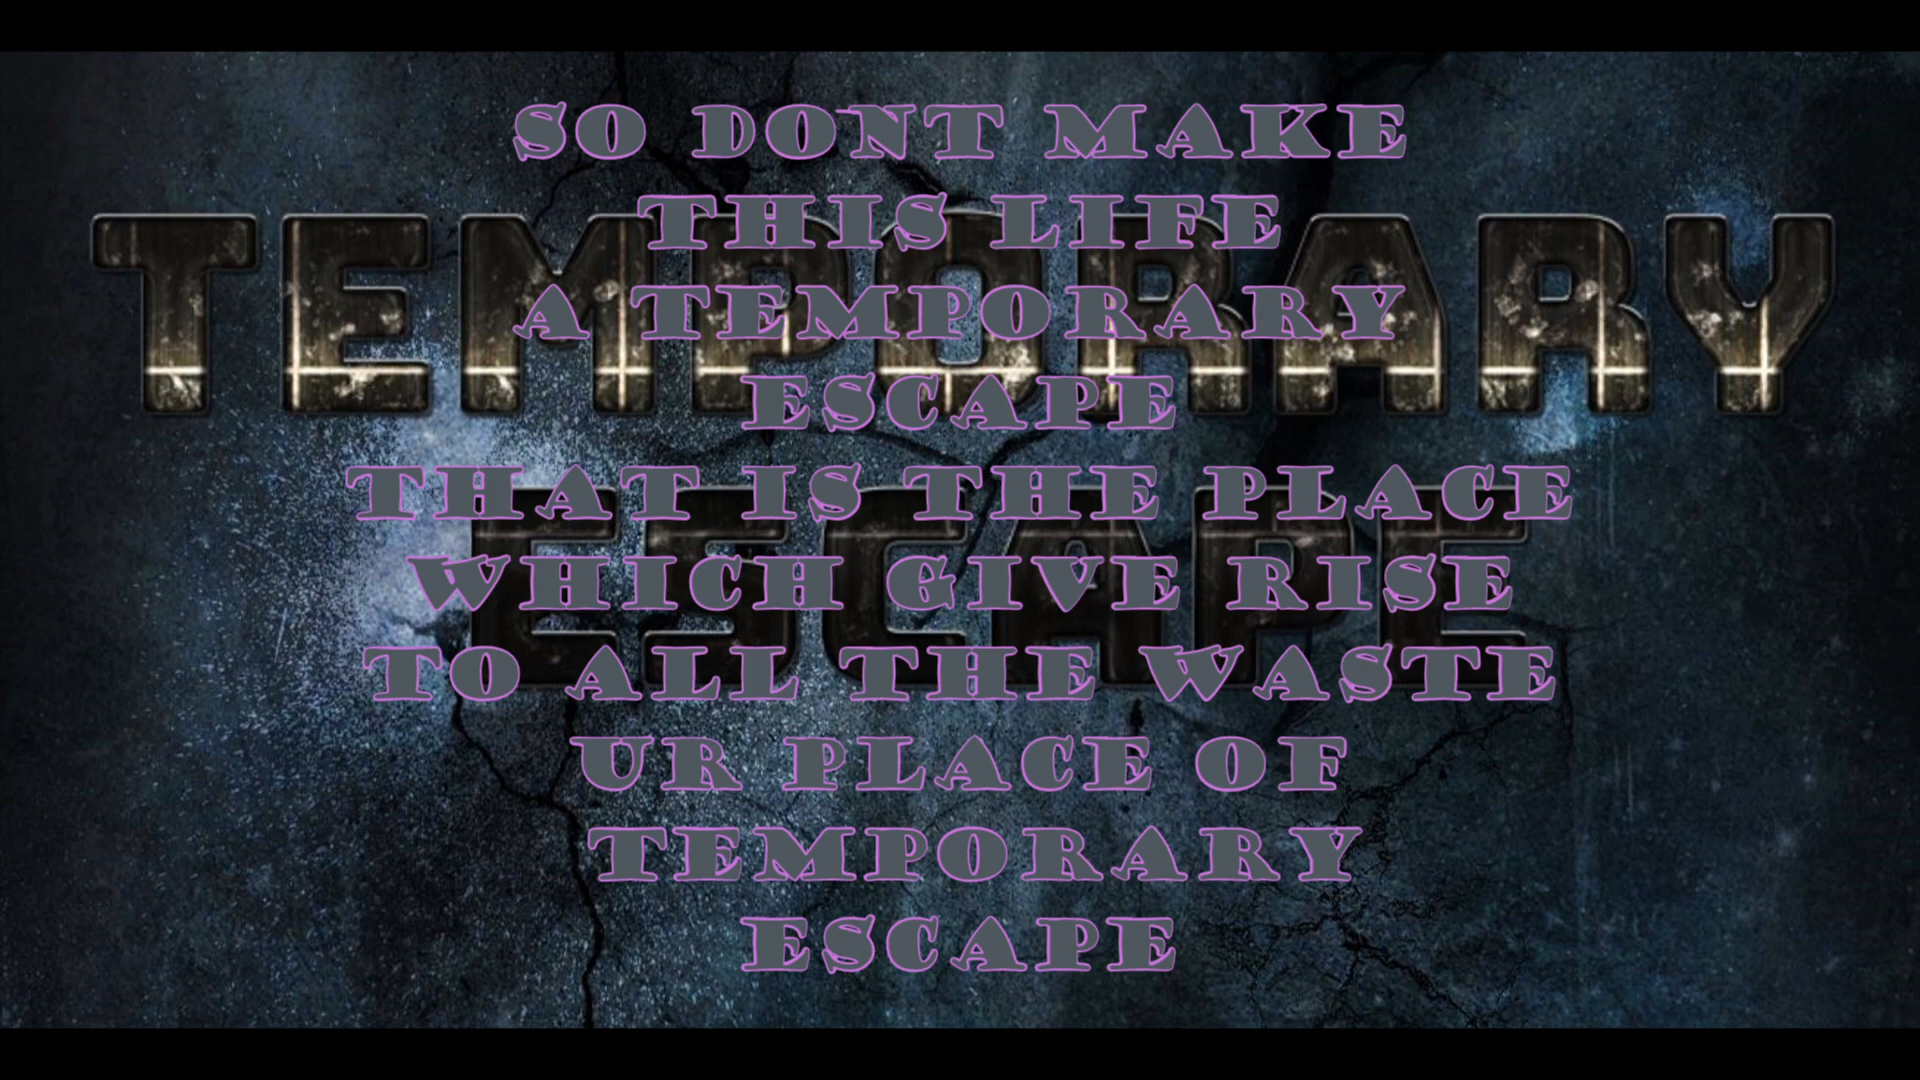 SO DONT MAKE
THIS LIFE
A TEMPORARY
ESCAPE
THAT IS THE PLACE
WHICH GIVE RISE
TO ALL THE WASTE
UR PLACE OF
TEMPORARY
ESCAPE
TEMPORARY
ESCAPE